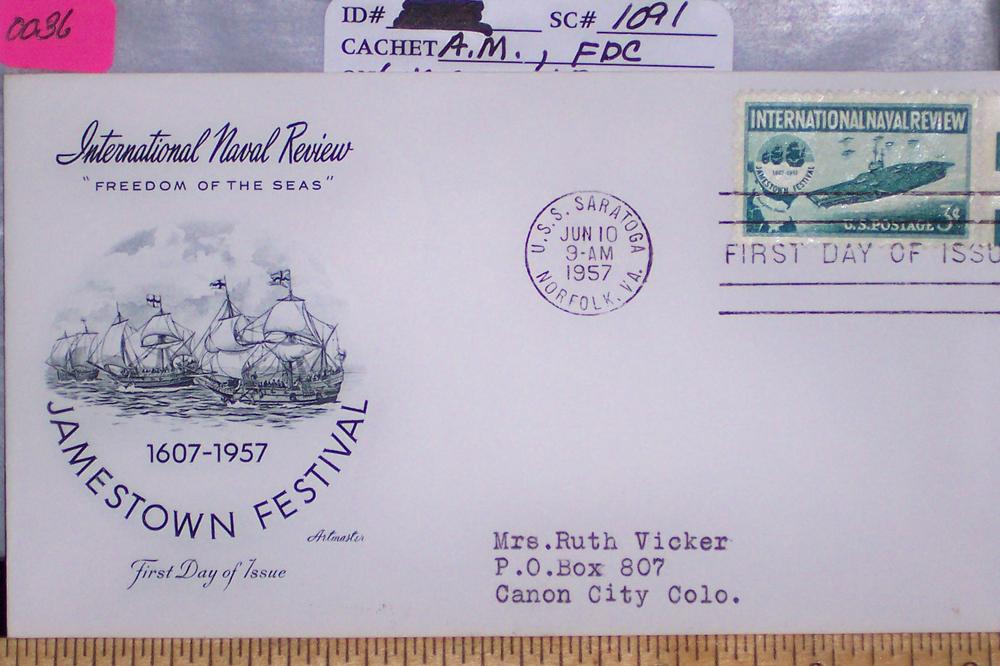 0036
ID# SC# 1091
CACHET A.M., FDC
International Naval Review
"FREEDOM OF THE SEAS"
JAMESTOWN FESTIVAL
1607-1957
Artmaster
First Day of Issue
U.S.S. SARATOGA
JUN 10
9-AM
1957
NORFOLK, VA.
INTERNATIONAL NAVAL REVIEW
1607-1957
JAMESTOWN FESTIVAL
U.S. POSTAGE 3¢
FIRST DAY OF ISSU
Mrs.Ruth Vicker
P.O.Box 807
Canon City Colo.